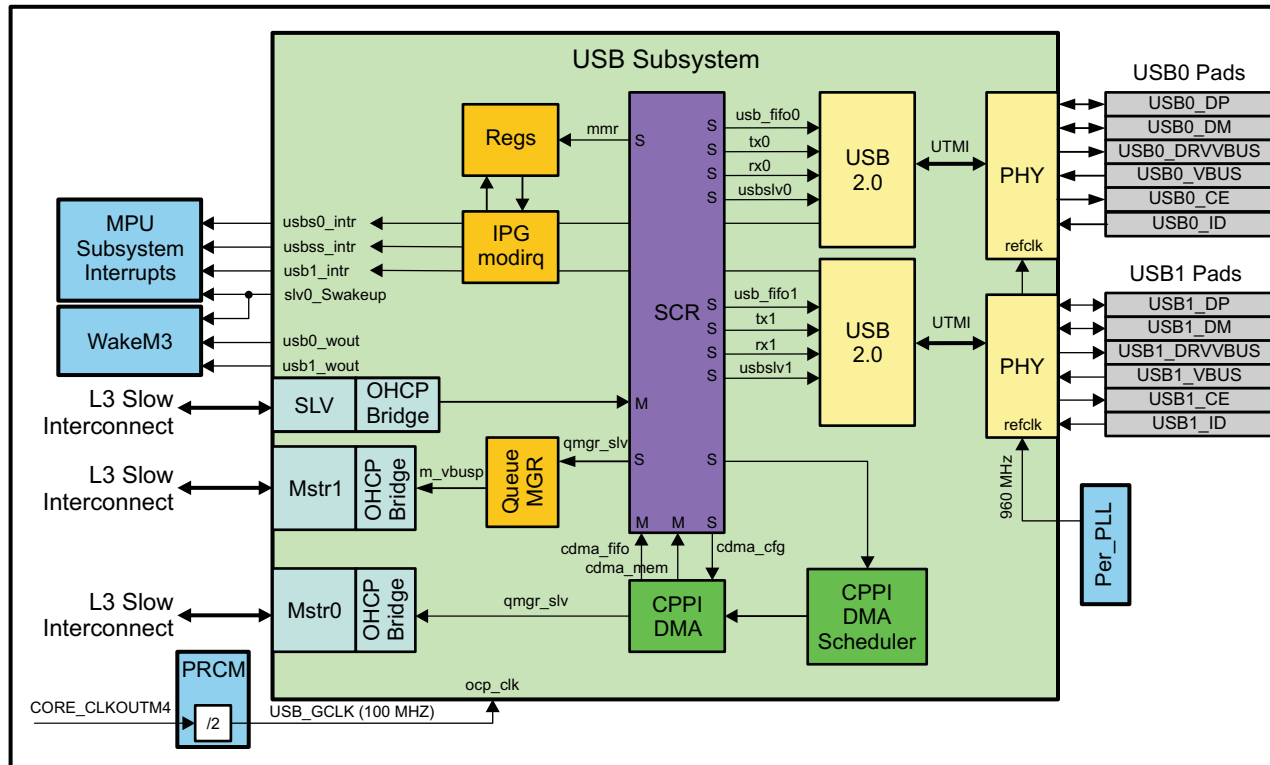 USB Subsystem
USB0 Pads
USB0_DP
USB0_DM
USB0_DRVVBUS
USB0_VBUS
USB0_CE
USB0_ID
USB1 Pads
USB1_DP
USB1_DM
USB1_DRVVBUS
USB1_VBUS
USB1_CE
USB1_ID
Regs
mmr
S
IPG
modirq
SCR
S
usb_fifo0
S
tx0
S
rx0
S
usbslv0
USB
2.0
UTMI
PHY
refclk
S
usb_fifo1
S
tx1
S
rx1
S
usbslv1
USB
2.0
UTMI
PHY
refclk
MPU
Subsystem
Interrupts
usbs0_intr
usbss_intr
usb1_intr
slv0_Swakeup
WakeM3
usb0_wout
usb1_wout
L3 Slow
Interconnect
SLV
OHCP
Bridge
M
L3 Slow
Interconnect
Mstr1
OHCP
Bridge
m_vbusp
Queue
MGR
qmgr_slv
S
S
M
M
S
cdma_fifo
cdma_mem
cdma_cfg
960 MHz
Per_PLL
L3 Slow
Interconnect
Mstr0
OHCP
Bridge
qmgr_slv
CPPI
DMA
CPPI
DMA
Scheduler
PRCM
CORE_CLKOUTM4
/2
USB_GCLK (100 MHZ)
ocp_clk